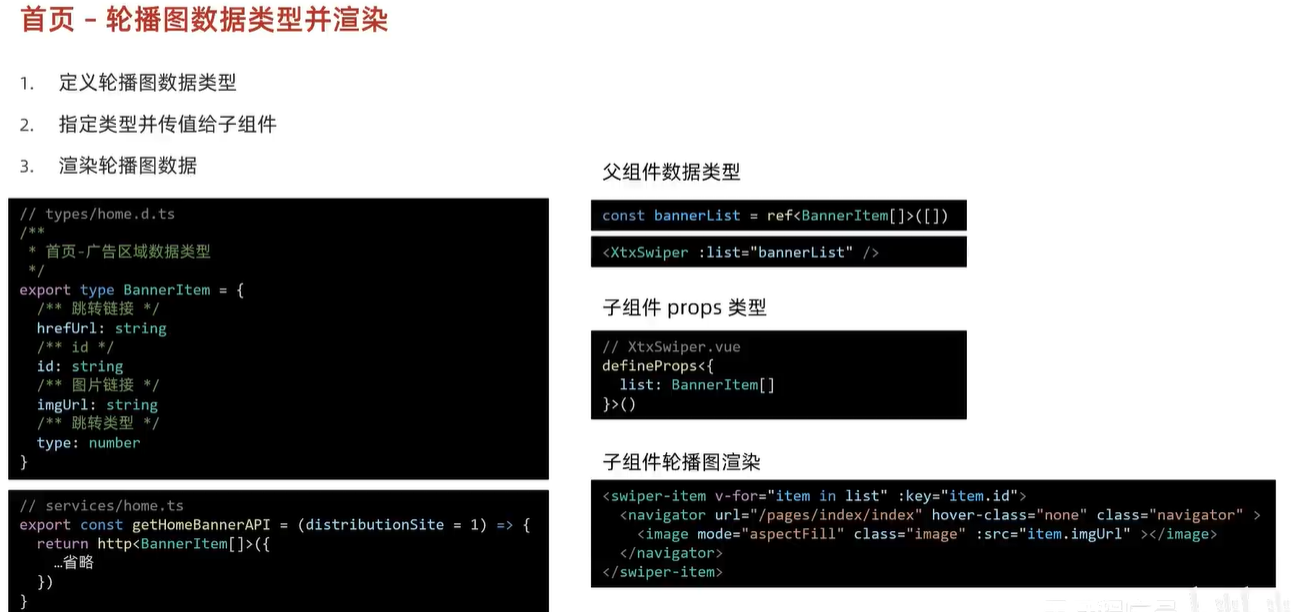 首页 – 轮播图数据类型并渲染
1. 定义轮播图数据类型
2. 指定类型并传值给子组件
3. 渲染轮播图数据
// types/home.d.ts
/**
 * 首页-广告区域数据类型
 */
export type BannerItem = {
  /** 跳转链接 */
  hrefUrl: string
  /** id */
  id: string
  /** 图片链接 */
  imgUrl: string
  /** 跳转类型 */
  type: number
}
// services/home.ts
export const getHomeBannerAPI = (distributionSite = 1) => {
  return http<BannerItem[]>({
    …省略
  })
}
父组件数据类型
const bannerList = ref<BannerItem[]>([])
<XtxSwiper :list="bannerList" />
子组件 props 类型
// XtxSwiper.vue
defineProps<{
  list: BannerItem[]
}>()
子组件轮播图渲染
<swiper-item v-for="item in list" :key="item.id">
  <navigator url="/pages/index/index" hover-class="none" class="navigator" >
    <image mode="aspectFill" class="image" :src="item.imgUrl" ></image>
  </navigator>
</swiper-item>